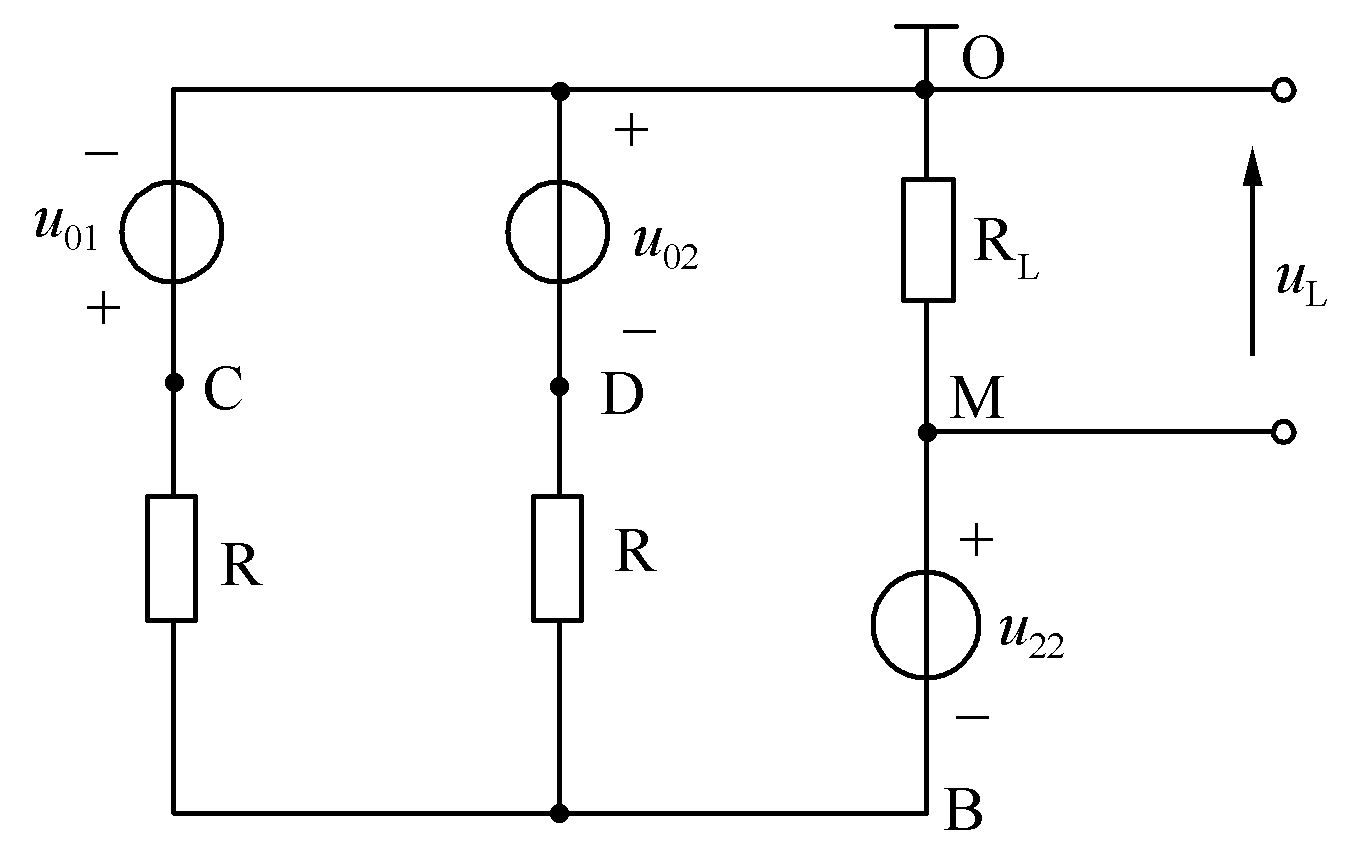 O
− +
u01 u02 RL uL
+ −
C D M
R R + u22
−
B